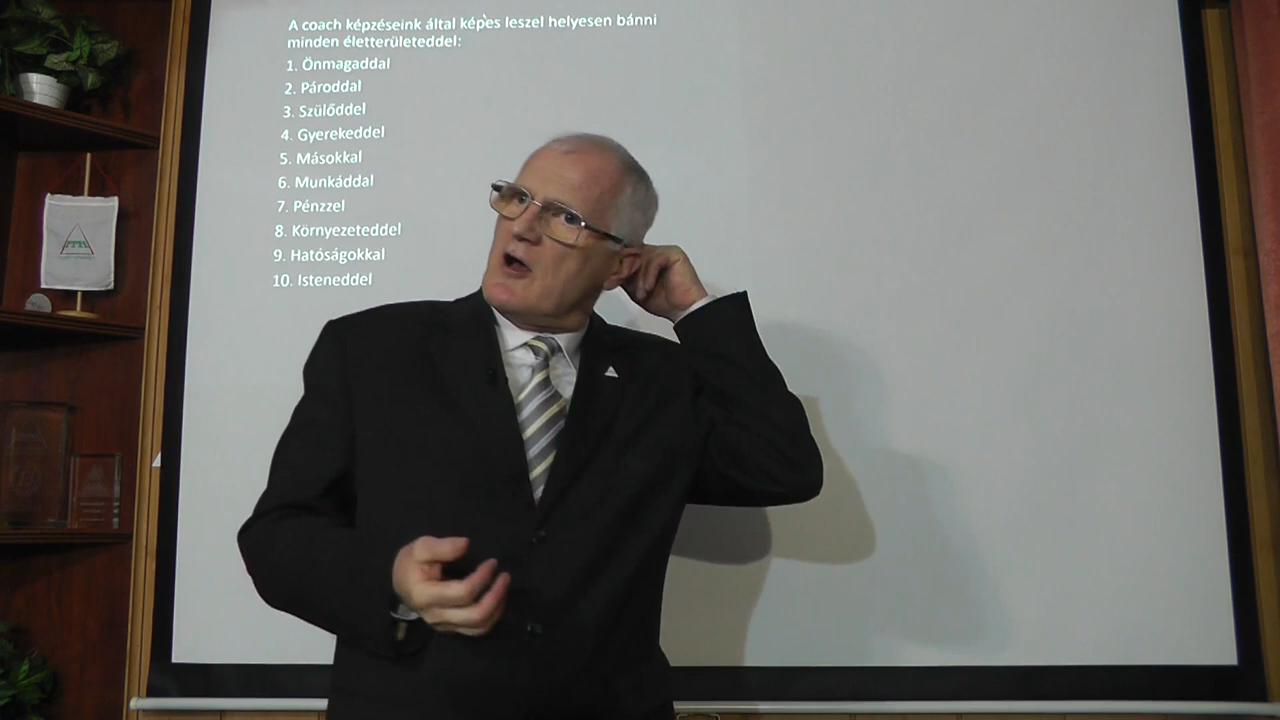 A coach képzéseink által képes leszel helyesen bánni
minden életterületeddel:
1. Önmagaddal
2. Pároddal
3. Szülőddel
4. Gyerekeddel
5. Másokkal
6. Munkáddal
7. Pénzzel
8. Környezeteddel
9. Hatóságokkal
10. Isteneddel